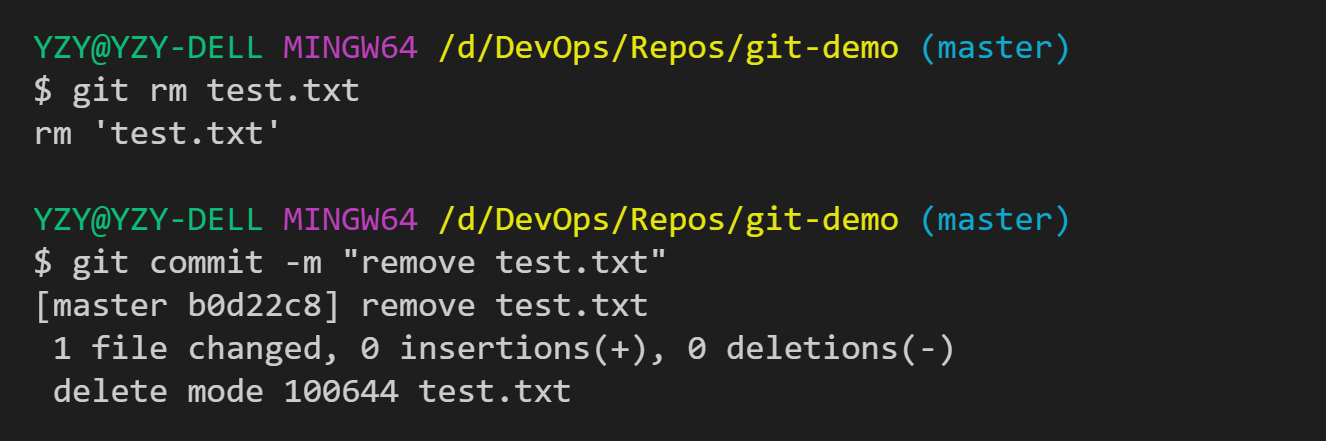 YZY@YZY-DELL MINGW64 /d/DevOps/Repos/git-demo (master)
$ git rm test.txt
rm 'test.txt'
YZY@YZY-DELL MINGW64 /d/DevOps/Repos/git-demo (master)
$ git commit -m "remove test.txt"
[master b0d22c8] remove test.txt
 1 file changed, 0 insertions(+), 0 deletions(-)
 delete mode 100644 test.txt